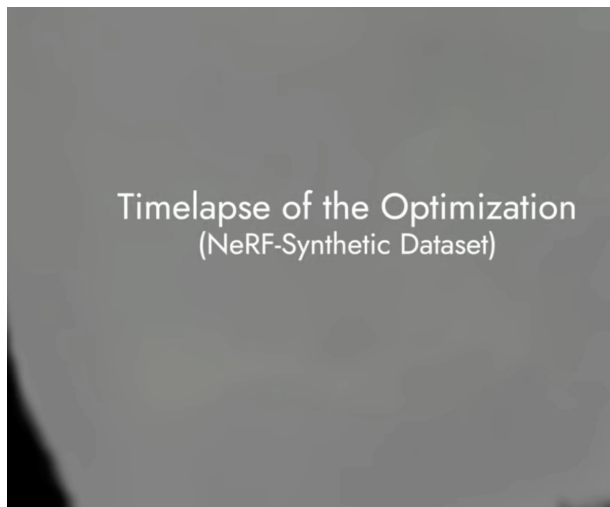 Timelapse of the Optimization
(NeRF-Synthetic Dataset)